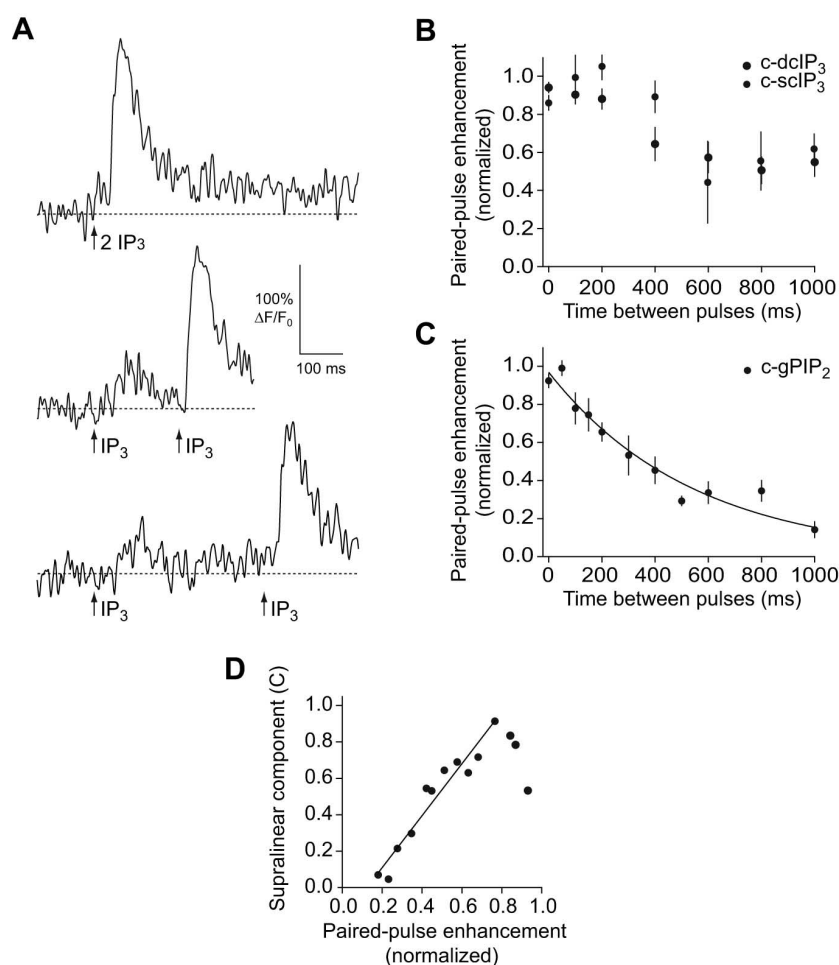 A
2 IP3
100%
ΔF/F0
100 ms
IP3
IP3
IP3
IP3
B
Paired-pulse enhancement
(normalized)
1.0
0.8
0.6
0.4
0.2
0.0
c-dcIP3
c-scIP3
0 200 400 600 800 1000
Time between pulses (ms)
C
Paired-pulse enhancement
(normalized)
1.0
0.8
0.6
0.4
0.2
0.0
c-gPIP2
0 200 400 600 800 1000
Time between pulses (ms)
D
Supralinear component (C)
1.0
0.8
0.6
0.4
0.2
0.0
0.0 0.2 0.4 0.6 0.8 1.0
Paired-pulse enhancement
(normalized)